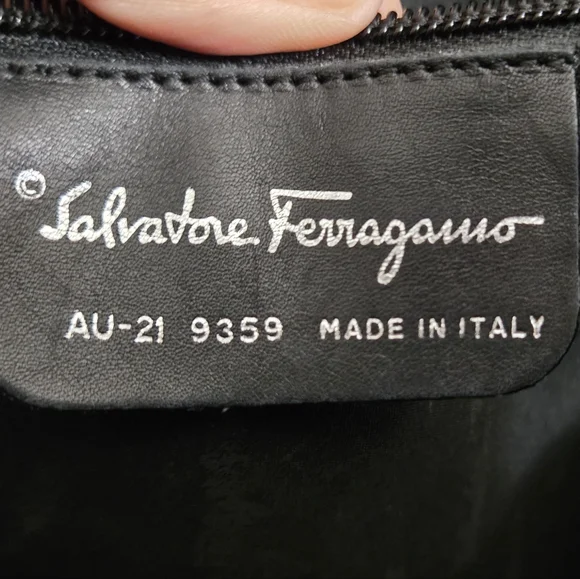 © Salvatore Ferragamo
AU-21 9359 MADE IN ITALY